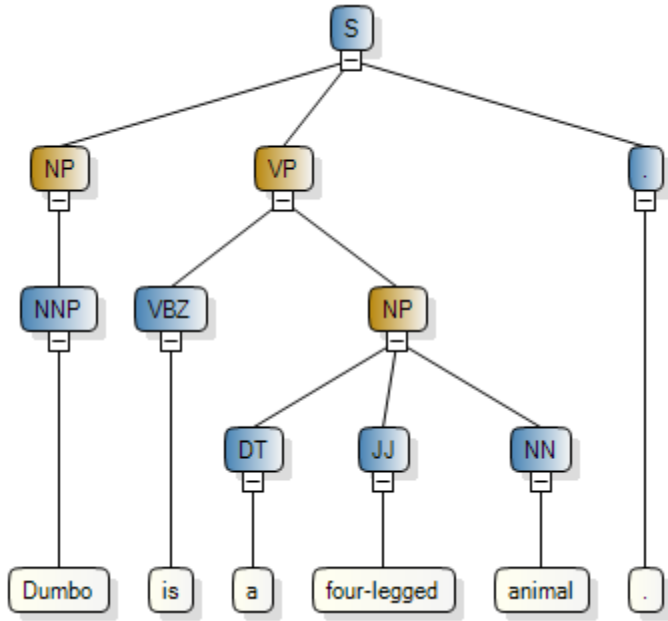 S
NP VP .
NNP VBZ NP
DT JJ NN
Dumbo is a four-legged animal .